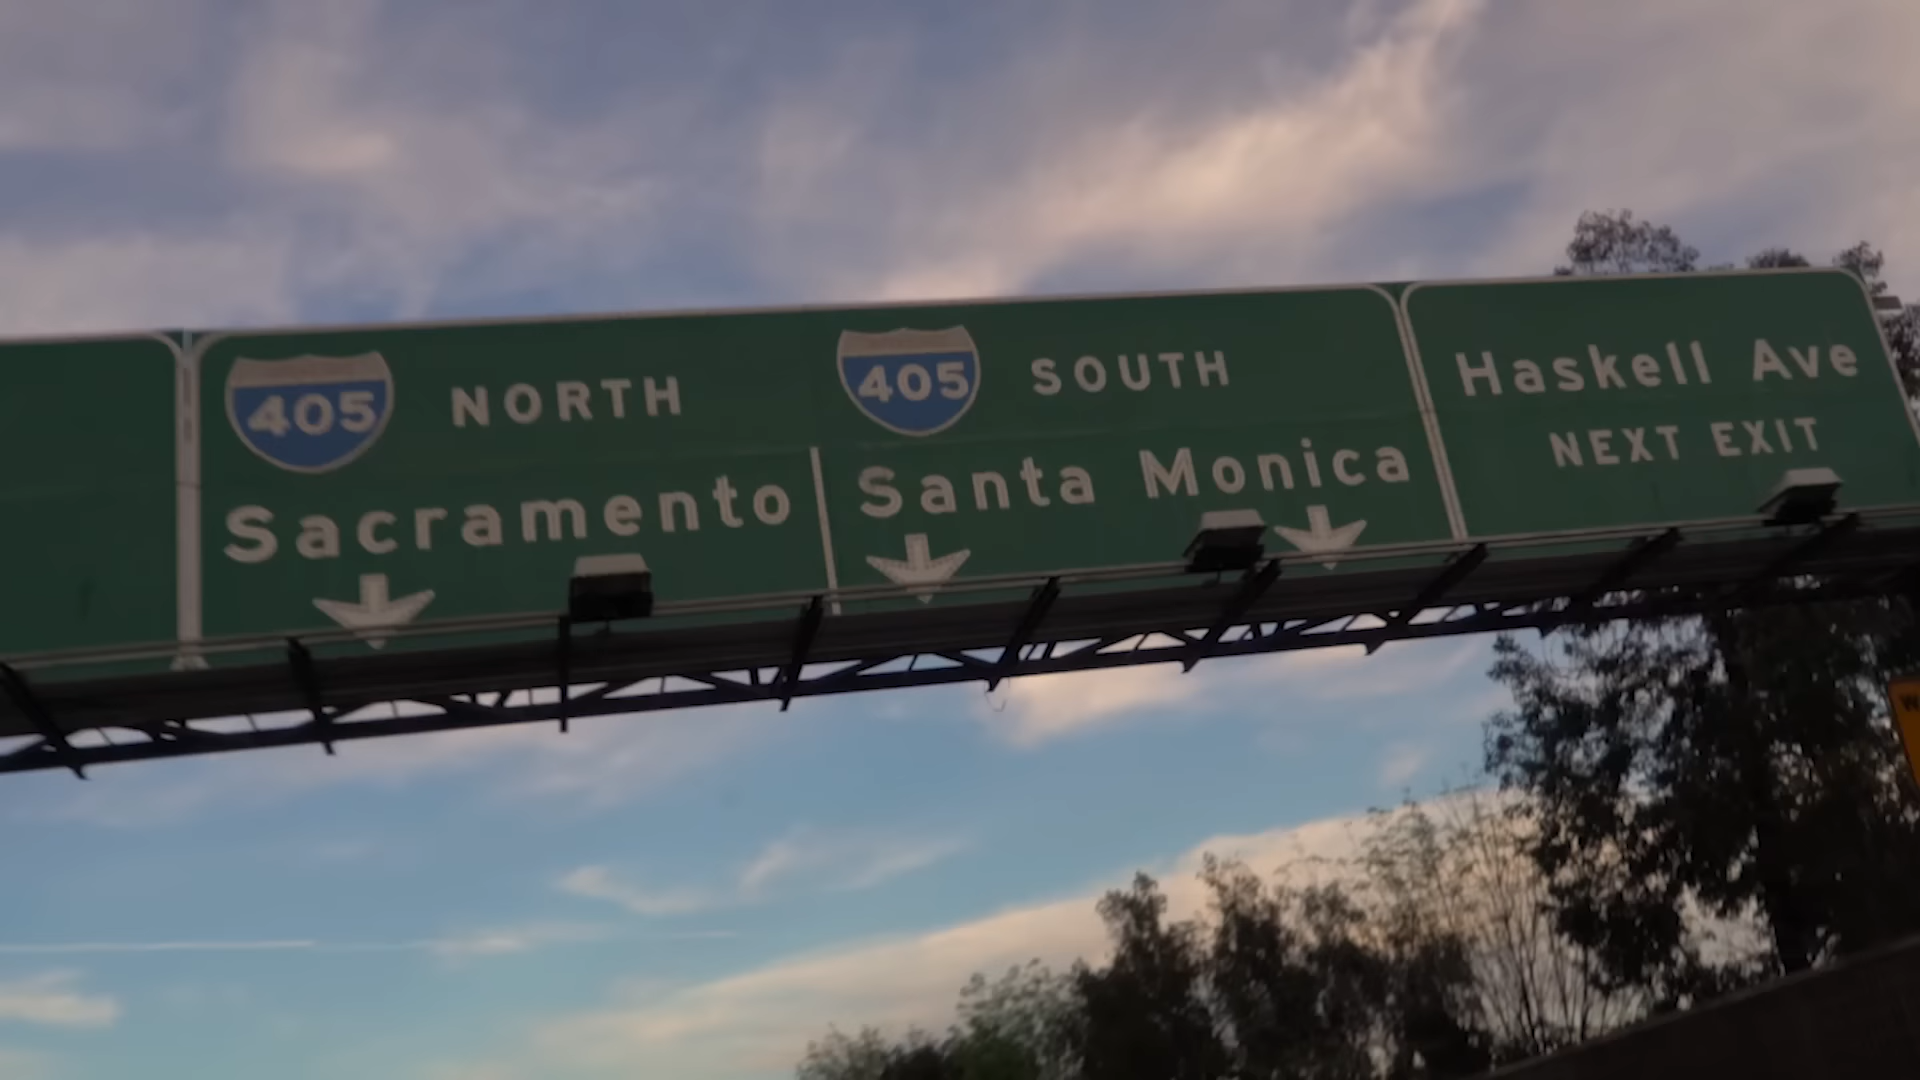 405 NORTH
Sacramento
405 SOUTH
Santa Monica
Haskell Ave
NEXT EXIT